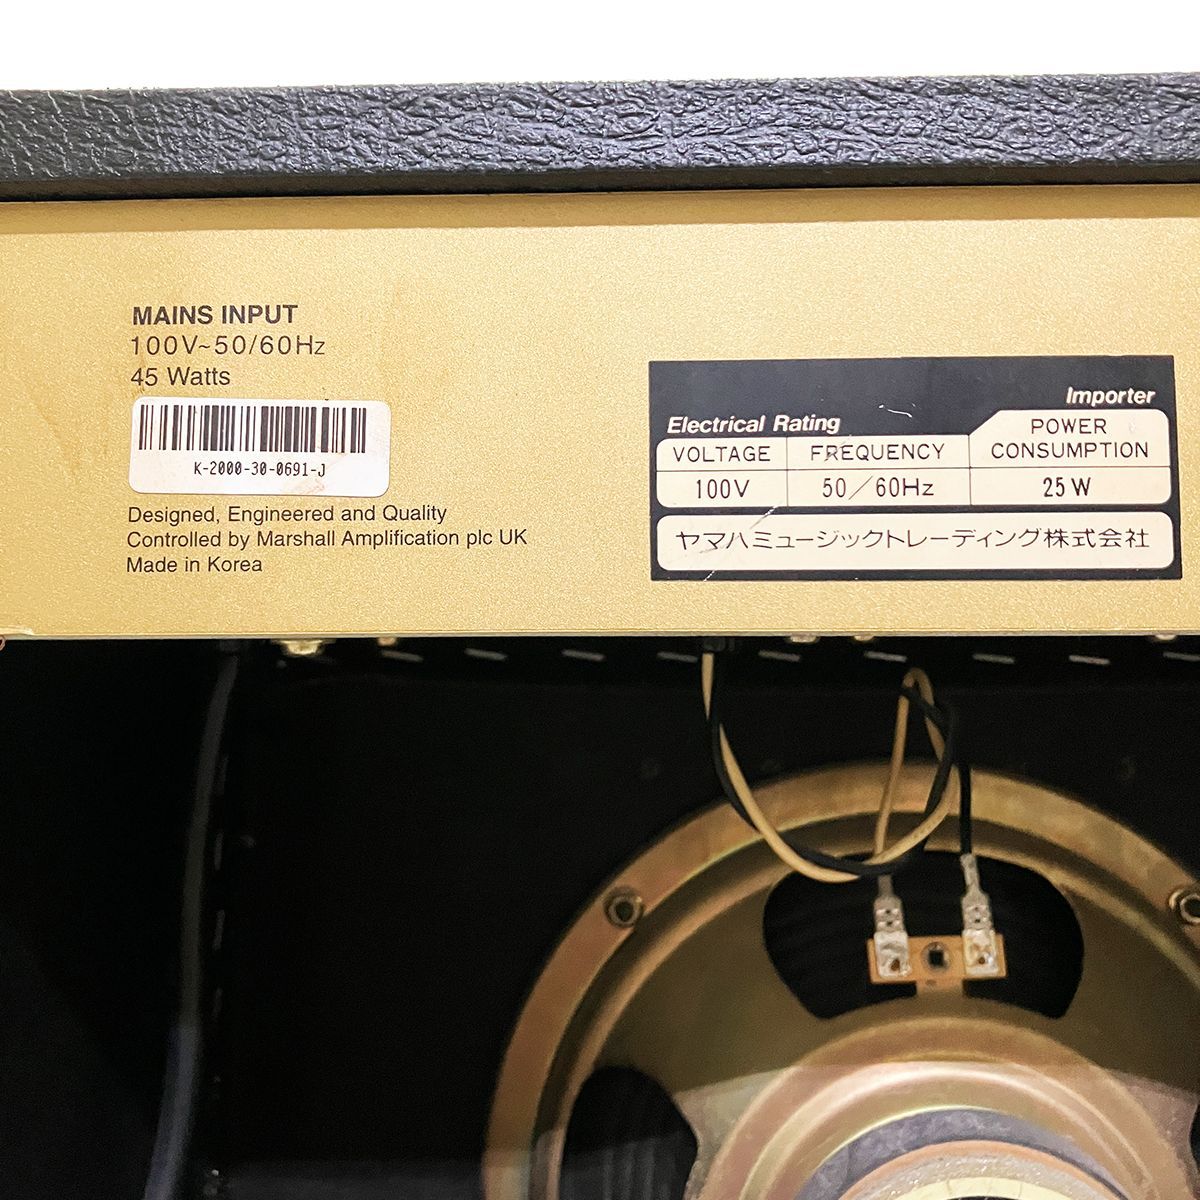 MAINS INPUT
100V~50/60Hz
45 Watts
K-2000-30-0691-J
Designed, Engineered and Quality
Controlled by Marshall Amplification plc UK
Made in Korea
Importer
Electrical Rating
VOLTAGE FREQUENCY POWER CONSUMPTION
100V 50/60Hz 25W
ヤマハミュージックトレーディング株式会社